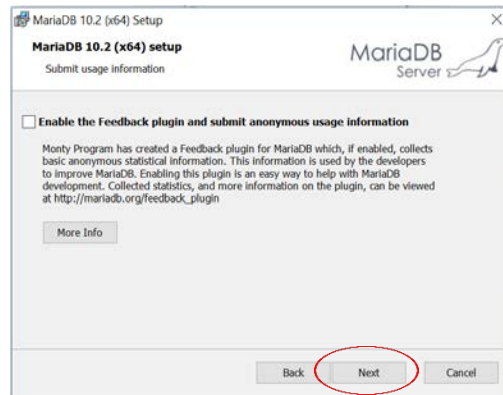 MariaDB 10.2 (x64) Setup
MariaDB 10.2 (x64) setup
Submit usage information
MariaDB
Server
Enable the Feedback plugin and submit anonymous usage information
Monty Program has created a Feedback plugin for MariaDB which, if enabled, collects
basic anonymous statistical information. This information is used by the developers
to improve MariaDB. Enabling this plugin is an easy way to help with MariaDB
development. Collected statistics, and more information on the plugin, can be viewed
at http://mariadb.org/feedback_plugin
More Info
Back Next Cancel